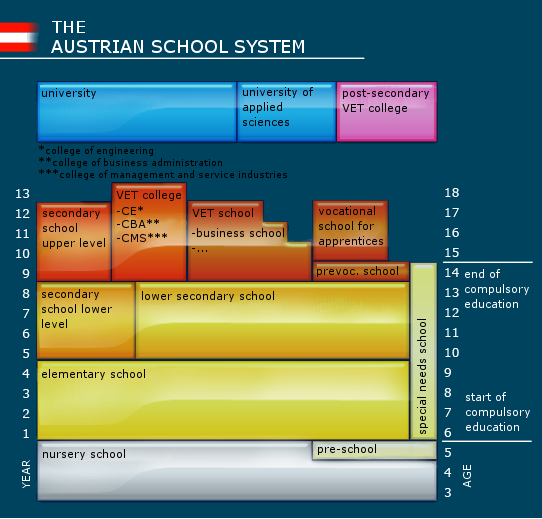 THE
AUSTRIAN SCHOOL SYSTEM
university
university of
applied
sciences
post-secondary
VET college
*college of engineering
**college of business administration
***college of management and service industries
13
12
11
10
9
8
7
6
5
4
3
2
1
YEAR
secondary
school
upper level
VET college
-CE*
-CBA**
-CMS***
VET school
-business school
-...
vocational
school for
apprentices
prevoc. school
secondary
school lower
level
lower secondary school
elementary school
special needs school
nursery school
pre-school
18
17
16
15
14
13
12
11
10
9
8
7
6
5
4
3
AGE
end of
compulsory
education
start of
compulsory
education